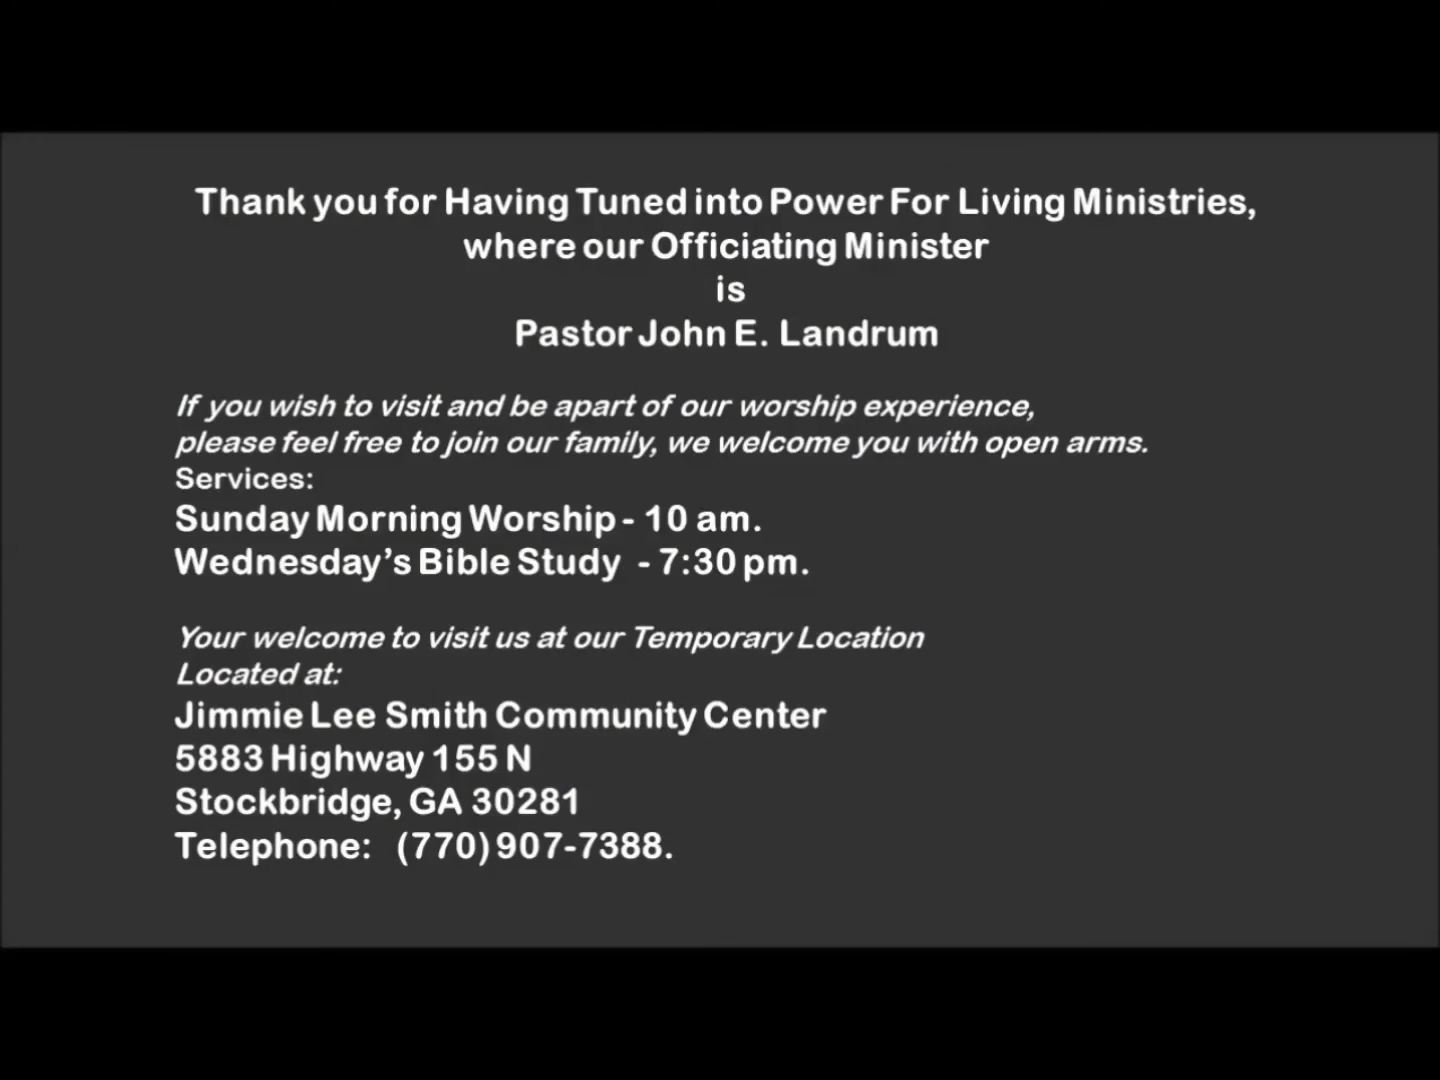 Thank you for Having Tuned into Power For Living Ministries,
where our Officiating Minister
is
Pastor John E. Landrum
If you wish to visit and be apart of our worship experience,
please feel free to join our family, we welcome you with open arms.
Services:
Sunday Morning Worship - 10 am.
Wednesday’s Bible Study - 7:30 pm.
Your welcome to visit us at our Temporary Location
Located at:
Jimmie Lee Smith Community Center
5883 Highway 155 N
Stockbridge, GA 30281
Telephone: (770) 907-7388.